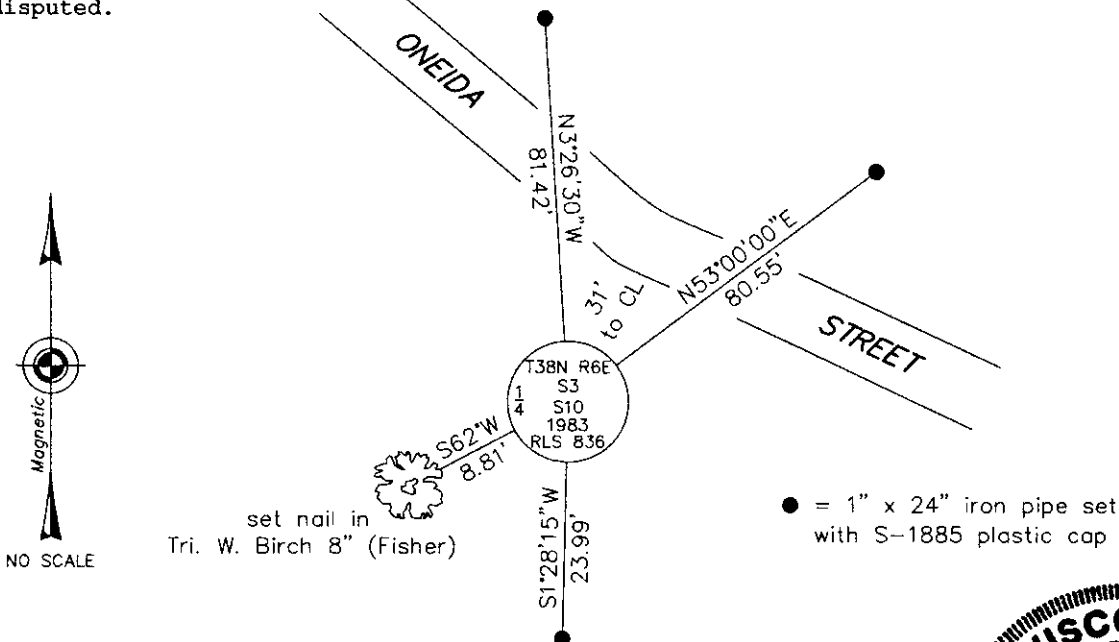 disputed.
ONEIDA
N3°26'30"W
81.42'
N53°00'00"E
80.55'
31'
to CL
STREET
T38N R6E
S3
1/4
S10
1983
RLS 836
Magnetic
S62°W
8.81'
set nail in
Tri. W. Birch 8" (Fisher)
● = 1" x 24" iron pipe set
with S-1885 plastic cap
NO SCALE
S1°28'15"W
23.99'